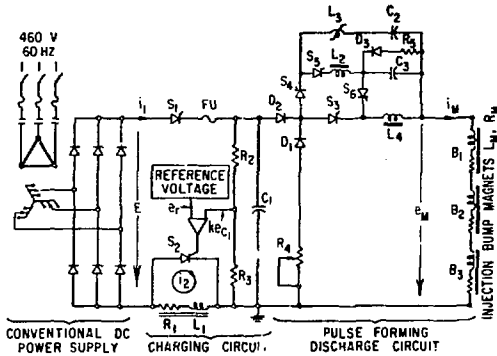 460 V
60 HZ
i1
S1
FU
R2
REFERENCE
VOLTAGE
er
keC1
E
S2
i2
R1
L1
R3
C1
D2
D1
R4
L3
C2
D3
R5
S5
L2
C3
S4
S6
S3
L4
iM
eM
B1
B2
B3
INJECTION BUMP MAGNETS LM, RM
CONVENTIONAL DC
POWER SUPPLY
CHARGING CIRCUIT
PULSE FORMING
DISCHARGE CIRCUIT